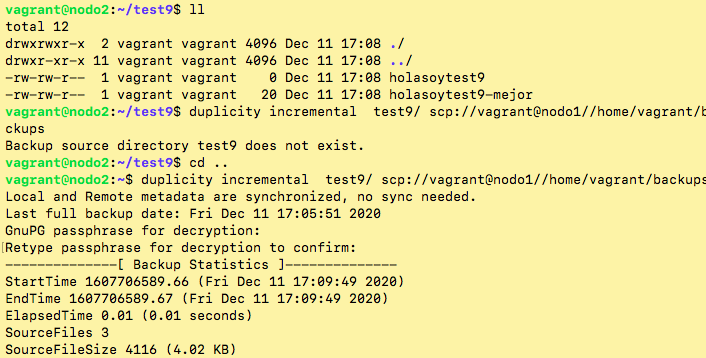 vagrant@nodo2:~/test9$ ll
total 12
drwxrwxr-x  2 vagrant vagrant 4096 Dec 11 17:08 ./
drwxr-xr-x 11 vagrant vagrant 4096 Dec 11 17:08 ../
-rw-rw-r--  1 vagrant vagrant    0 Dec 11 17:08 holasoytest9
-rw-rw-r--  1 vagrant vagrant   20 Dec 11 17:08 holasoytest9-mejor
vagrant@nodo2:~/test9$ duplicity incremental  test9/ scp://vagrant@nodo1//home/vagrant/b
ckups
Backup source directory test9 does not exist.
vagrant@nodo2:~/test9$ cd ..
vagrant@nodo2:~$ duplicity incremental  test9/ scp://vagrant@nodo1//home/vagrant/backups
Local and Remote metadata are synchronized, no sync needed.
Last full backup date: Fri Dec 11 17:05:51 2020
GnuPG passphrase for decryption:
Retype passphrase for decryption to confirm:
--------------[ Backup Statistics ]--------------
StartTime 1607706589.66 (Fri Dec 11 17:09:49 2020)
EndTime 1607706589.67 (Fri Dec 11 17:09:49 2020)
ElapsedTime 0.01 (0.01 seconds)
SourceFiles 3
SourceFileSize 4116 (4.02 KB)